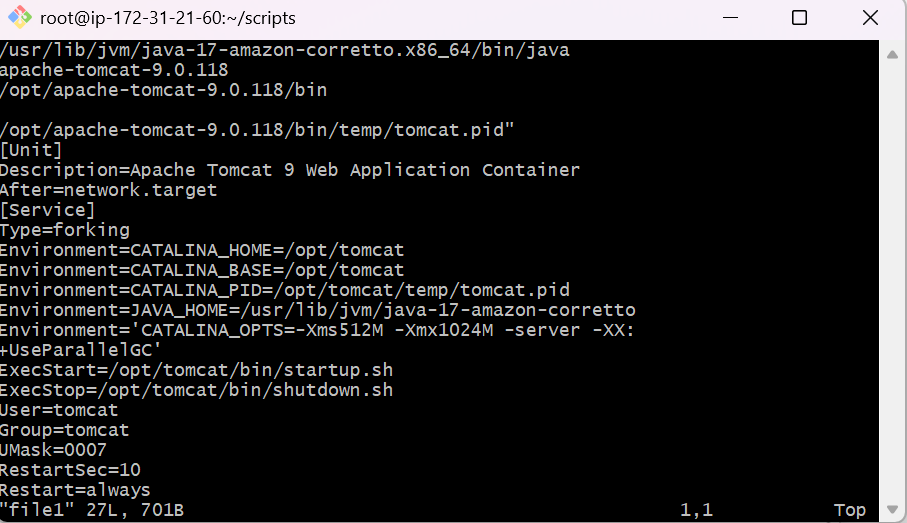 root@ip-172-31-21-60:~/scripts
/usr/lib/jvm/java-17-amazon-corretto.x86_64/bin/java
apache-tomcat-9.0.118
/opt/apache-tomcat-9.0.118/bin
/opt/apache-tomcat-9.0.118/bin/temp/tomcat.pid"
[Unit]
Description=Apache Tomcat 9 Web Application Container
After=network.target
[Service]
Type=forking
Environment=CATALINA_HOME=/opt/tomcat
Environment=CATALINA_BASE=/opt/tomcat
Environment=CATALINA_PID=/opt/tomcat/temp/tomcat.pid
Environment=JAVA_HOME=/usr/lib/jvm/java-17-amazon-corretto
Environment='CATALINA_OPTS=-Xms512M -Xmx1024M -server -XX:
+UseParallelGC'
ExecStart=/opt/tomcat/bin/startup.sh
ExecStop=/opt/tomcat/bin/shutdown.sh
User=tomcat
Group=tomcat
UMask=0007
RestartSec=10
Restart=always
"file1" 27L, 701B 1,1 Top